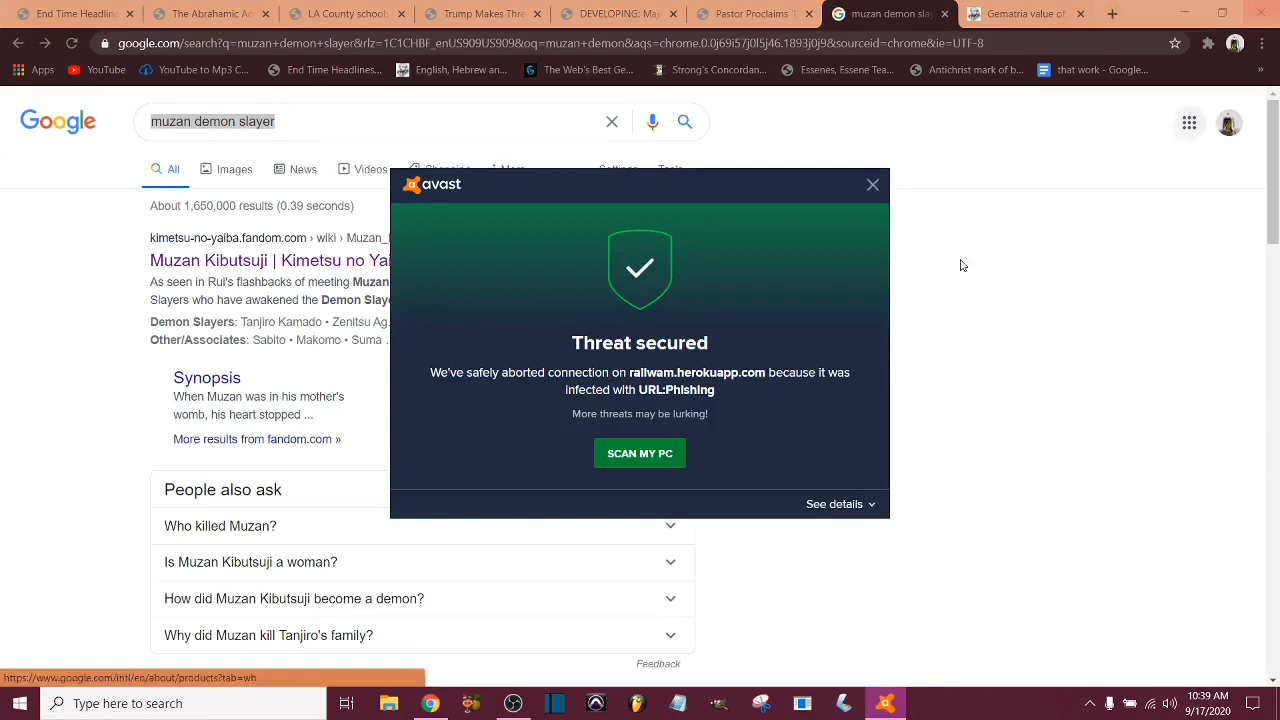 End Time Headline
The Abrahamic Ac
LA County schools
Trump Makes Thre
DEVELOPING: Maj
Pastor Proclaims "
muzan demon slay
Gematria value of
google.com/search?q=muzan+demon+slayer&rlz=1C1CHBF_enUS909US909&oq=muzan+demon&aqs=chrome.0.0j69i57j0l5j46.1893j0j9&sourceid=chrome&ie=UTF-8
Apps YouTube YouTube to Mp3 C... End Time Headlines... English, Hebrew an... The Web's Best Ge... Strong's Concordan... Essenes, Essene Tea... Antichrist mark of b... that work - Google... »
Google
muzan demon slayer
All Images News Videos Shopping More Settings Tools
About 1,650,000 results (0.39 seconds)
kimetsu-no-yaiba.fandom.com › wiki › Muzan_
Muzan Kibutsuji | Kimetsu no Yai
As seen in Rui's flashbacks of meeting Muzan
Slayers who have awakened the Demon Slaye
Demon Slayers: Tanjiro Kamado • Zenitsu Ag.
Other/Associates: Sabito • Makomo • Suma .
Synopsis
When Muzan was in his mother's
womb, his heart stopped ...
More results from fandom.com »
People also ask
Who killed Muzan?
Is Muzan Kibutsuji a woman?
How did Muzan Kibutsuji become a demon?
Why did Muzan kill Tanjiro's family?
Feedback
avast
Threat secured
We've safely aborted connection on rallwam.herokuapp.com because it was
infected with URL:Phishing
More threats may be lurking!
SCAN MY PC
See details
https://www.google.com/intl/en/about/products?tab=wh
Type here to search
10:39 AM
9/17/2020